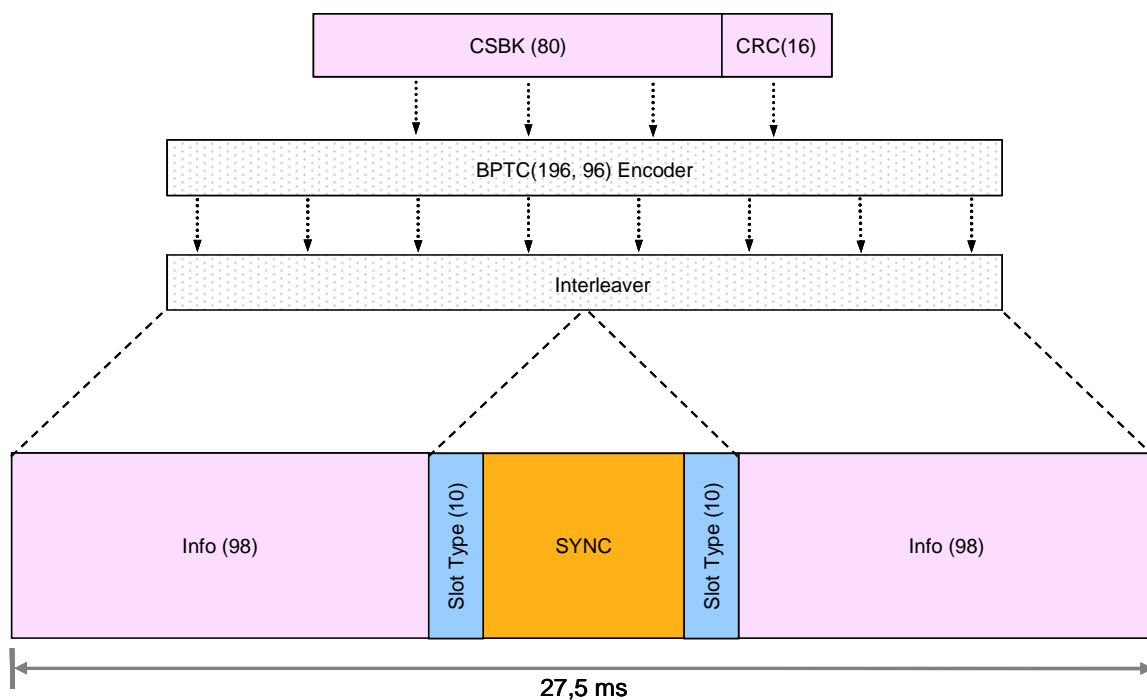 CSBK (80)
CRC(16)
BPTC(196, 96) Encoder
Interleaver
Info (98)
Slot Type (10)
SYNC
Slot Type (10)
Info (98)
27,5 ms